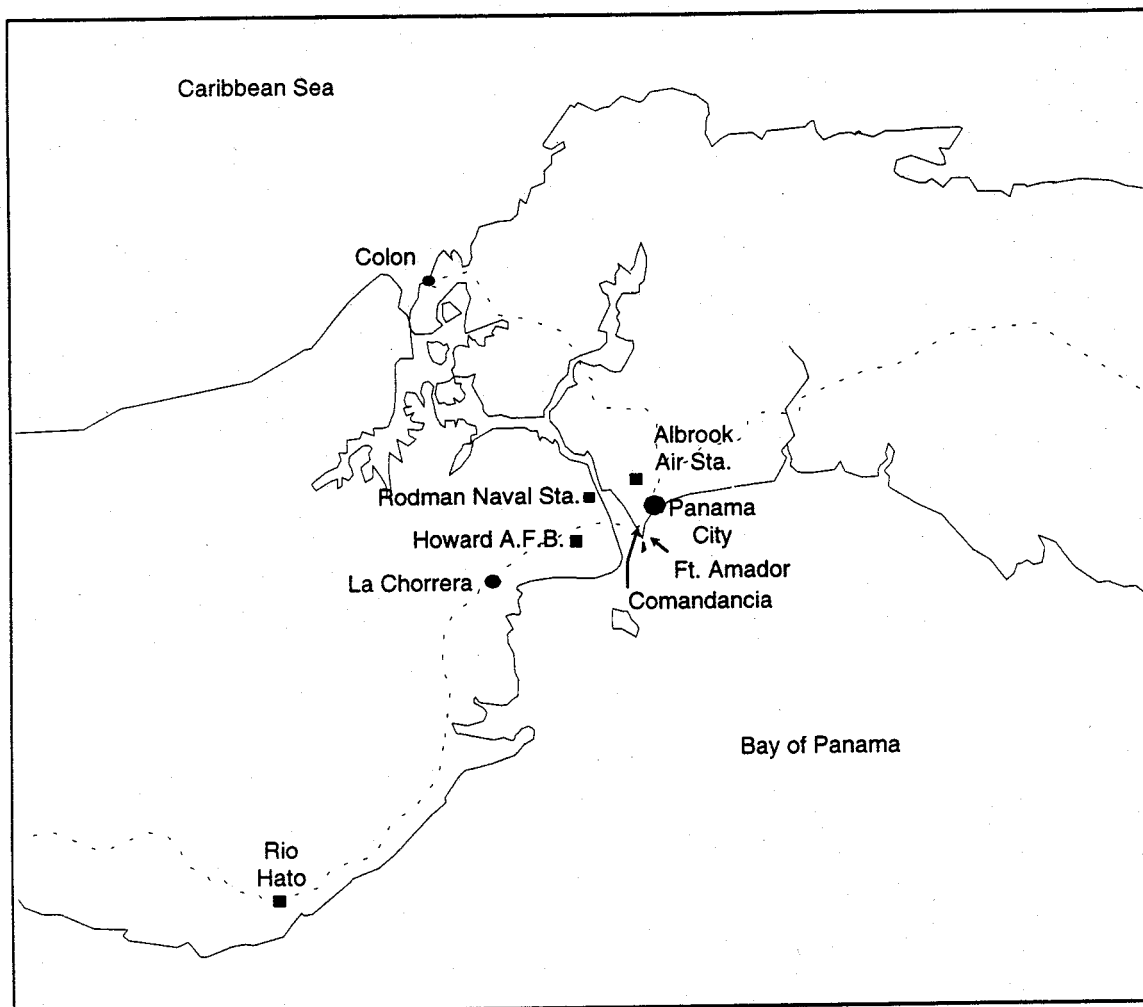 Caribbean Sea
Colon
Albrook
Air Sta.
Rodman Naval Sta.
Panama
City
Howard A.F.B.
Ft. Amador
La Chorrera
Comandancia
Bay of Panama
Rio
Hato